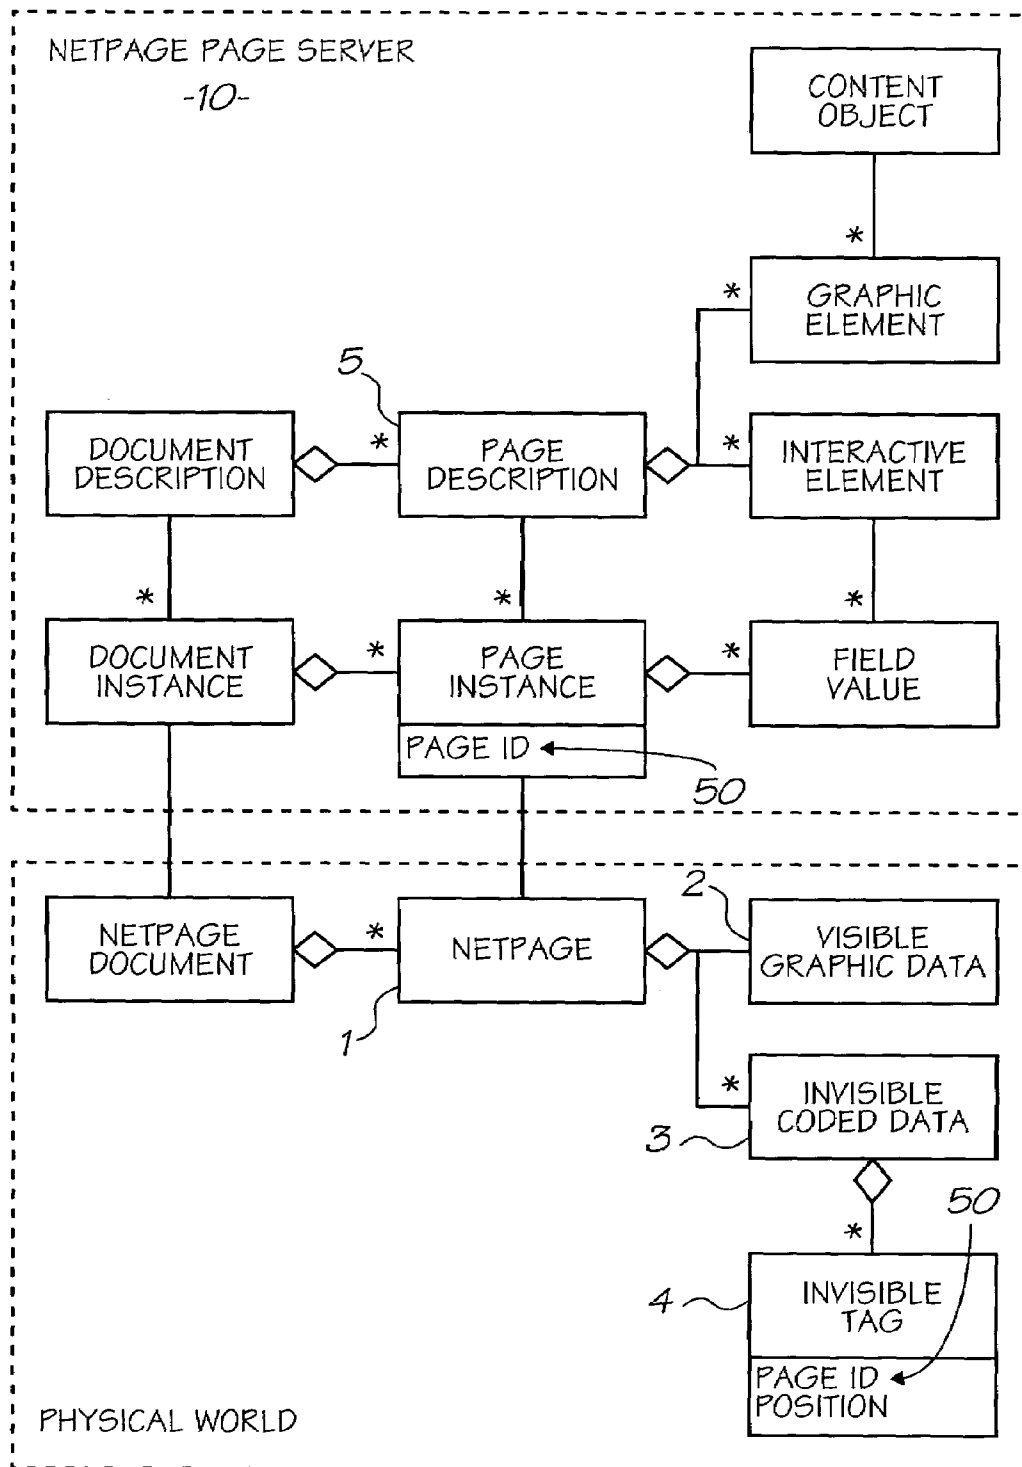 NETPAGE PAGE SERVER
-10-
CONTENT
OBJECT
*
*
GRAPHIC
ELEMENT
5
DOCUMENT
DESCRIPTION
*
PAGE
DESCRIPTION
*
INTERACTIVE
ELEMENT
*
*
*
DOCUMENT
INSTANCE
*
PAGE
INSTANCE
*
FIELD
VALUE
PAGE ID
50
NETPAGE
DOCUMENT
*
NETPAGE
1
2
VISIBLE
GRAPHIC DATA
*
3
INVISIBLE
CODED DATA
50
*
4
INVISIBLE
TAG
PAGE ID
POSITION
PHYSICAL WORLD